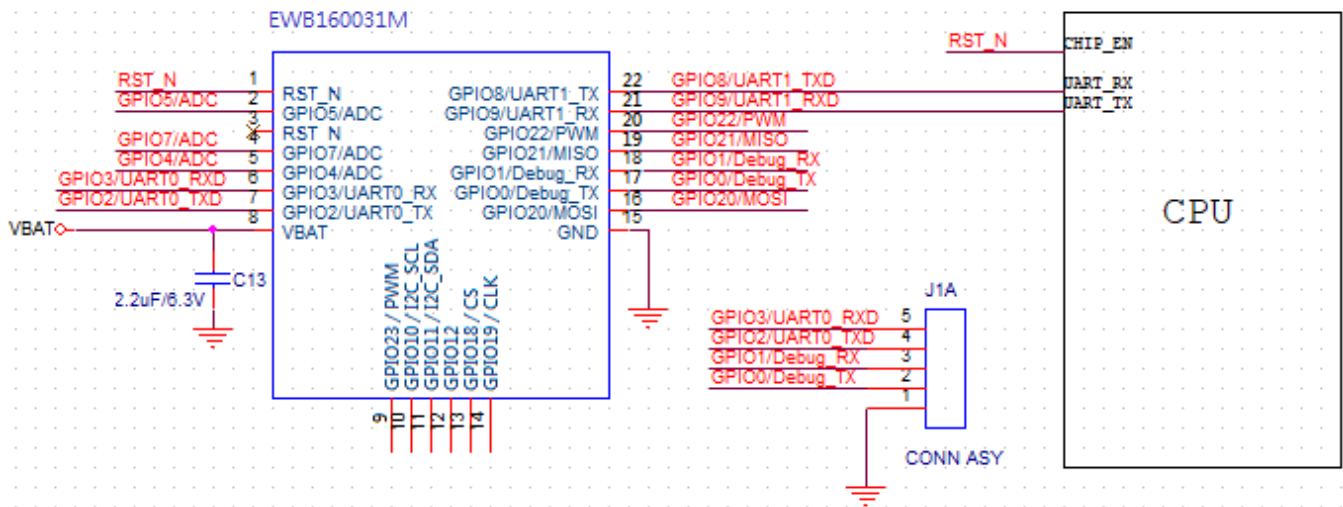 EWB160031M
RST_N 1 RST_N
GPIO5/ADC 2 GPIO5/ADC
3 RST_N
GPIO7/ADC 4 GPIO7/ADC
GPIO4/ADC 5 GPIO4/ADC
GPIO3/UART0_RXD 6 GPIO3/UART0_RX
GPIO2/UART0_TXD 7 GPIO2/UART0_TX
VBAT 8 VBAT
GPIO8/UART1_TX 22 GPIO8/UART1_TXD
GPIO9/UART1_RX 21 GPIO9/UART1_RXD
GPIO22/PWM 20 GPIO22/PWM
GPIO21/MISO 19 GPIO21/MISO
GPIO1/Debug_RX 18 GPIO1/Debug_RX
GPIO0/Debug_TX 17 GPIO0/Debug_TX
GPIO20/MOSI 16 GPIO20/MOSI
GND 15
C13
2.2uF/6.3V
GPIO23 / PWM 9
GPIO10 / I2C_SCL 10
GPIO11 / I2C_SDA 11
GPIO12 12
GPIO18 / CS 13
GPIO19 / CLK 14
RST_N CHIP_EN
UART_RX
UART_TX
CPU
J1A
GPIO3/UART0_RXD 5
GPIO2/UART0_TXD 4
GPIO1/Debug_RX 3
GPIO0/Debug_TX 2
1
CONN ASY